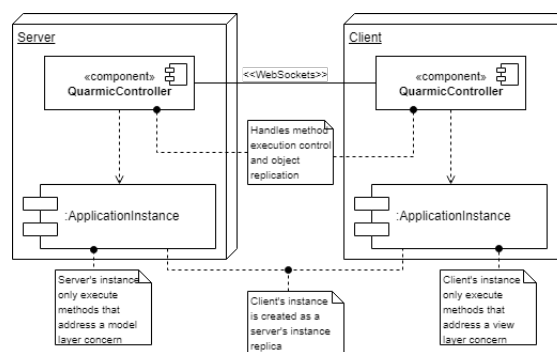 Server
Client
«component»
QuarmicController
<<WebSockets>>
«component»
QuarmicController
Handles method
execution control
and object
replication
:ApplicationInstance
:ApplicationInstance
Server's instance
only execute
methods that
address a model
layer concern
Client's instance
is created as a
server's instance
replica
Client's instance
only execute
methods that
address a view
layer concern